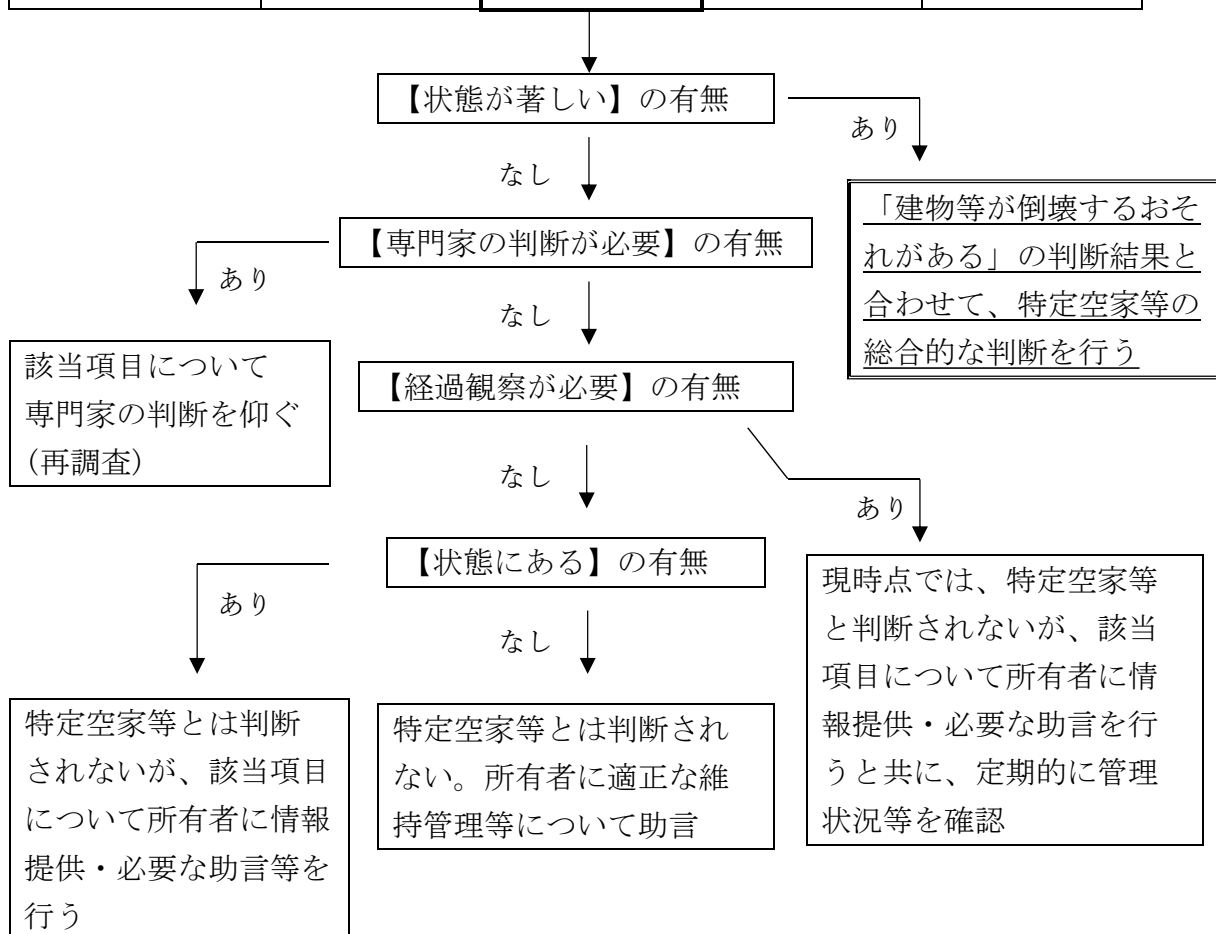 【状態が著しい】の有無
あり
なし
「建物等が倒壊するおそ
れがある」の判断結果と
合わせて、特定空家等の
総合的な判断を行う
【専門家の判断が必要】の有無
あり
なし
該当項目について
専門家の判断を仰ぐ
(再調査)
【経過観察が必要】の有無
なし
あり
【状態にある】の有無
あり
なし
現時点では、特定空家等
と判断されないが、該当
項目について所有者に情
報提供・必要な助言を行
うと共に、定期的に管理
状況等を確認
特定空家等とは判断
されないが、該当項目
について所有者に情報
提供・必要な助言等を
行う
特定空家等とは判断され
ない。所有者に適正な維
持管理等について助言